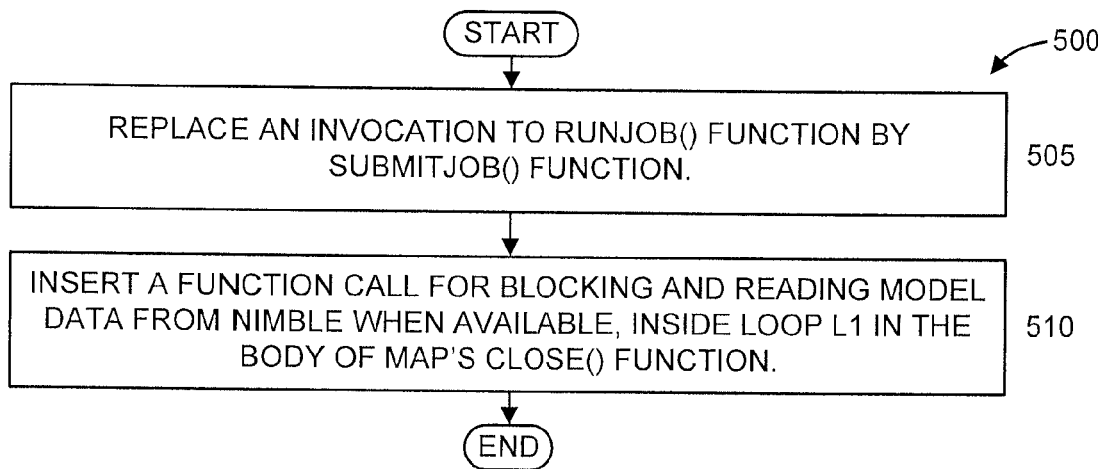 START
500
REPLACE AN INVOCATION TO RUNJOB() FUNCTION BY
SUBMITJOB() FUNCTION.
505
INSERT A FUNCTION CALL FOR BLOCKING AND READING MODEL
DATA FROM NIMBLE WHEN AVAILABLE, INSIDE LOOP L1 IN THE
BODY OF MAP'S CLOSE() FUNCTION.
510
END